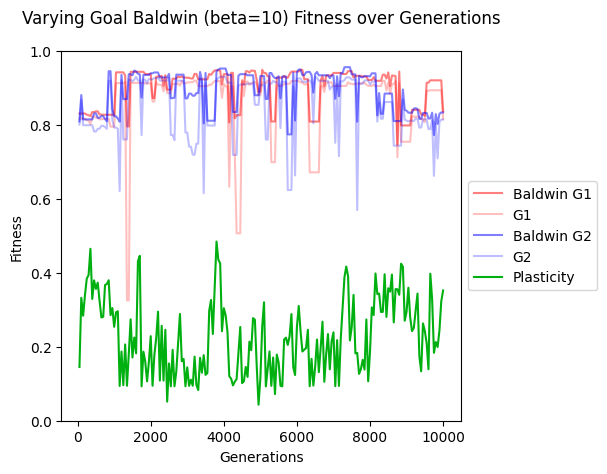 Varying Goal Baldwin (beta=10) Fitness over Generations
1.0
0.8
0.6
0.4
0.2
0.0
Fitness
0 2000 4000 6000 8000 10000
Generations
Baldwin G1
G1
Baldwin G2
G2
Plasticity